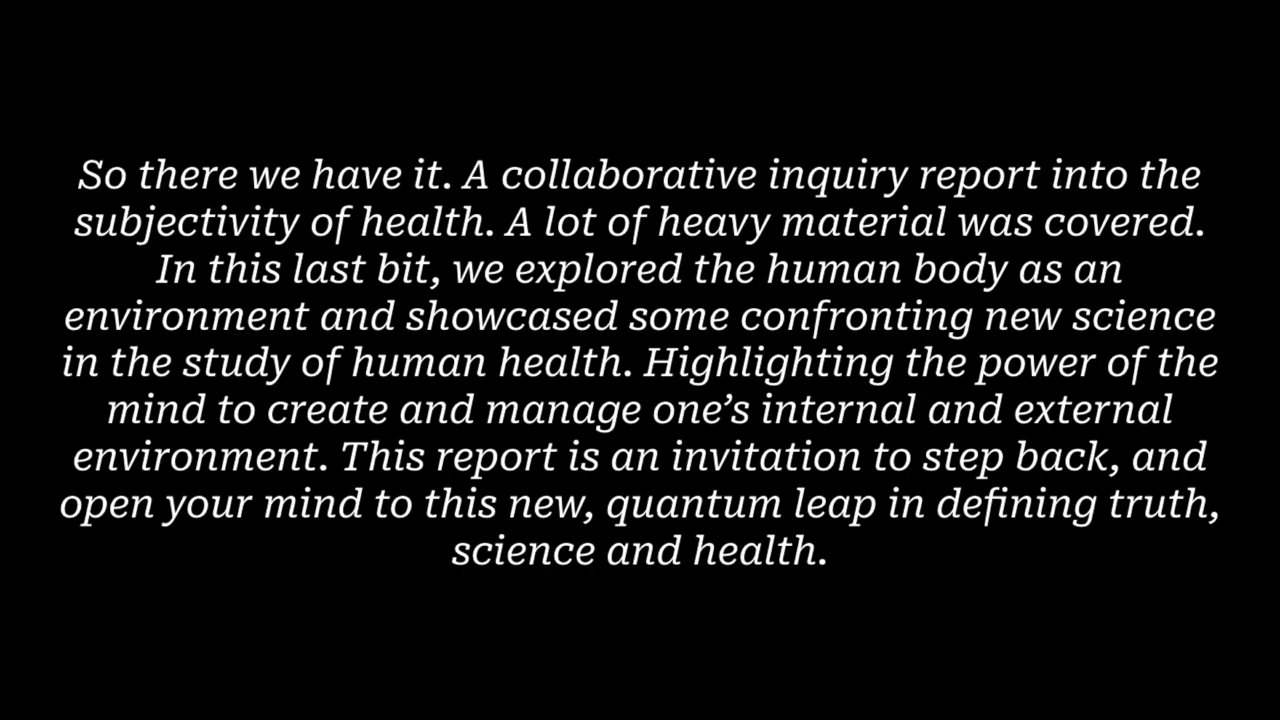 So there we have it. A collaborative inquiry report into the
subjectivity of health. A lot of heavy material was covered.
In this last bit, we explored the human body as an
environment and showcased some confronting new science
in the study of human health. Highlighting the power of the
mind to create and manage one’s internal and external
environment. This report is an invitation to step back, and
open your mind to this new, quantum leap in defining truth,
science and health.